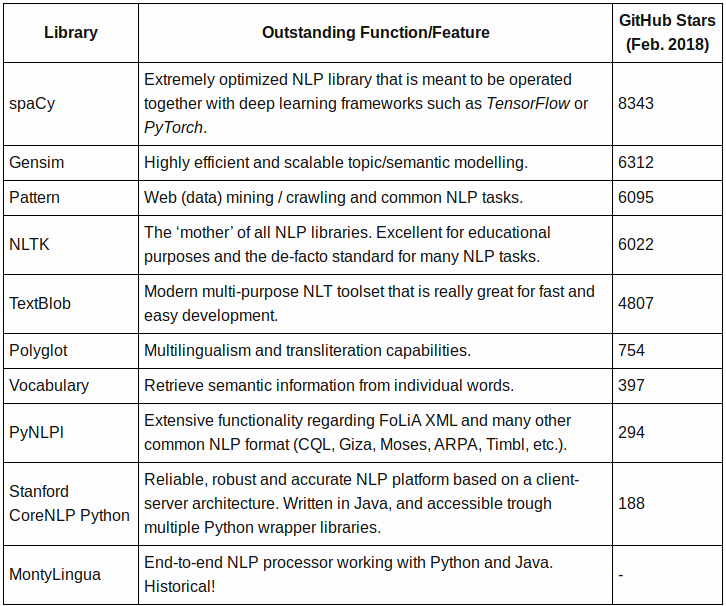 Library
Outstanding Function/Feature
GitHub Stars
(Feb. 2018)
spaCy
Extremely optimized NLP library that is meant to be operated
together with deep learning frameworks such as TensorFlow or
PyTorch.
8343
Gensim
Highly efficient and scalable topic/semantic modelling.
6312
Pattern
Web (data) mining / crawling and common NLP tasks.
6095
NLTK
The ‘mother’ of all NLP libraries. Excellent for educational
purposes and the de-facto standard for many NLP tasks.
6022
TextBlob
Modern multi-purpose NLT toolset that is really great for fast and
easy development.
4807
Polyglot
Multilingualism and transliteration capabilities.
754
Vocabulary
Retrieve semantic information from individual words.
397
PyNLPl
Extensive functionality regarding FoLiA XML and many other
common NLP format (CQL, Giza, Moses, ARPA, Timbl, etc.).
294
Stanford
CoreNLP Python
Reliable, robust and accurate NLP platform based on a client-
server architecture. Written in Java, and accessible trough
multiple Python wrapper libraries.
188
MontyLingua
End-to-end NLP processor working with Python and Java.
Historical!
-